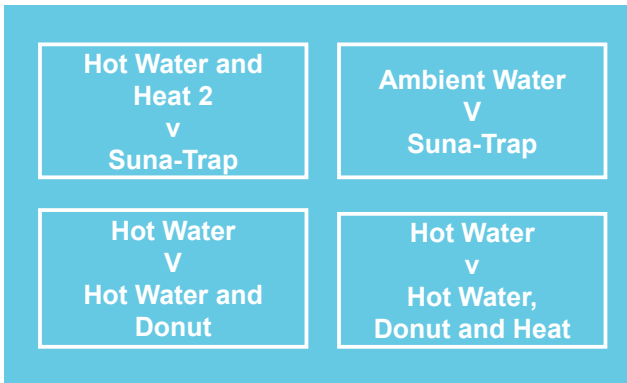 Hot Water and
Heat 2
v
Suna-Trap
Ambient Water
V
Suna-Trap
Hot Water
V
Hot Water and
Donut
Hot Water
v
Hot Water,
Donut and Heat